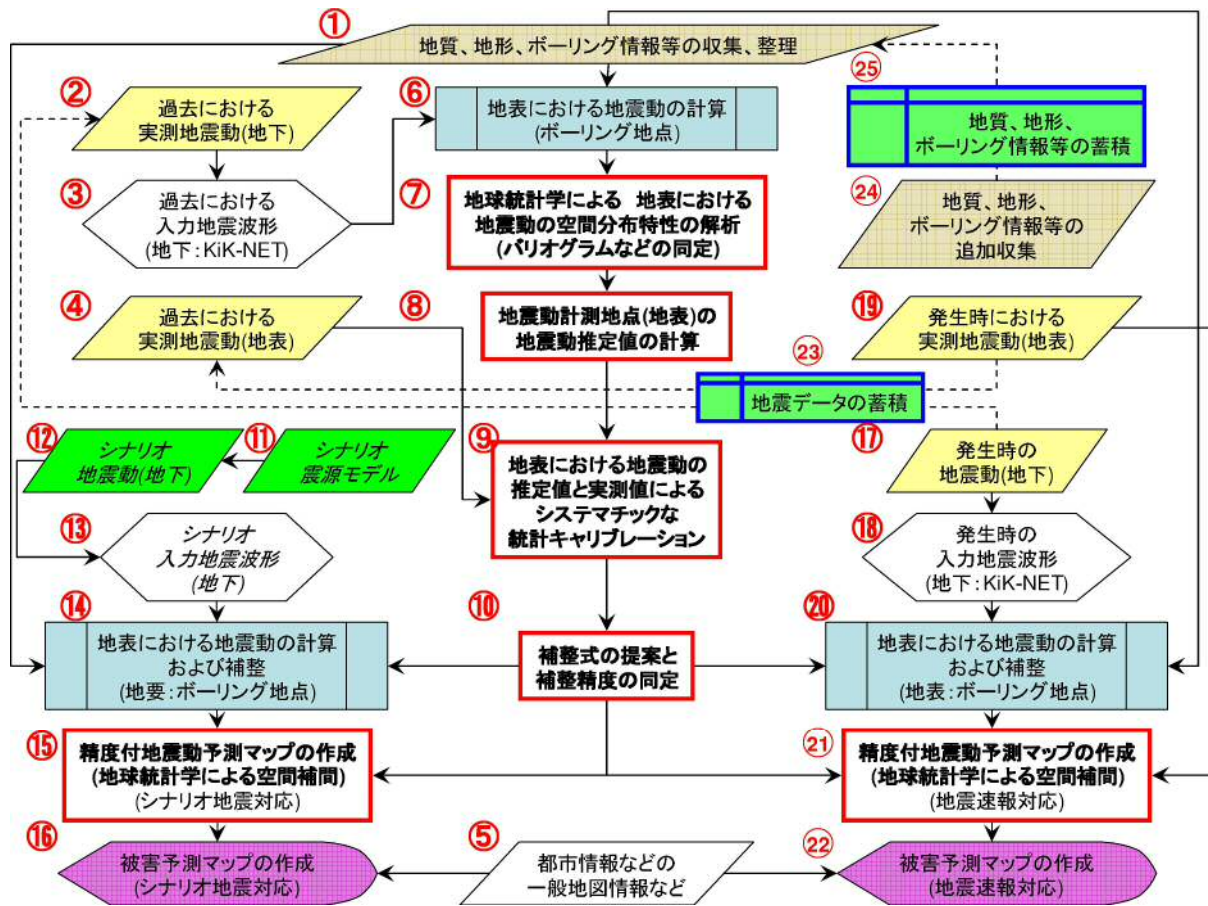 ①
地質、地形、ボーリング情報等の収集、整理
②
過去における
実測地震動(地下)
③
過去における
入力地震波形
(地下:KiK-NET)
④
過去における
実測地震動(地表)
⑥
地表における地震動の計算
(ボーリング地点)
⑦
地球統計学による 地表における
地震動の空間分布特性の解析
(バリオグラムなどの同定)
⑧
地震動計測地点(地表)の
地震動推定値の計算
㉕
地質、地形、
ボーリング情報等の蓄積
㉔
地質、地形、
ボーリング情報等の
追加収集
⑲
発生時における
実測地震動(地表)
㉓
地震データの蓄積
⑫
シナリオ
地震動(地下)
⑪
シナリオ
震源モデル
⑨
地表における地震動の
推定値と実測値による
システマチックな
統計キャリブレーション
⑰
発生時の
地震動(地下)
⑬
シナリオ
入力地震波形
(地下)
⑱
発生時の
入力地震波形
(地下:KiK-NET)
⑭
地表における地震動の計算
および補整
(地要:ボーリング地点)
⑩
補整式の提案と
補整精度の同定
⑳
地表における地震動の計算
および補整
(地表:ボーリング地点)
⑮
精度付地震動予測マップの作成
(地球統計学による空間補間)
(シナリオ地震対応)
㉑
精度付地震動予測マップの作成
(地球統計学による空間補間)
(地震速報対応)
⑯
被害予測マップの作成
(シナリオ地震対応)
⑤
都市情報などの
一般地図情報など
㉒
被害予測マップの作成
(地震速報対応)